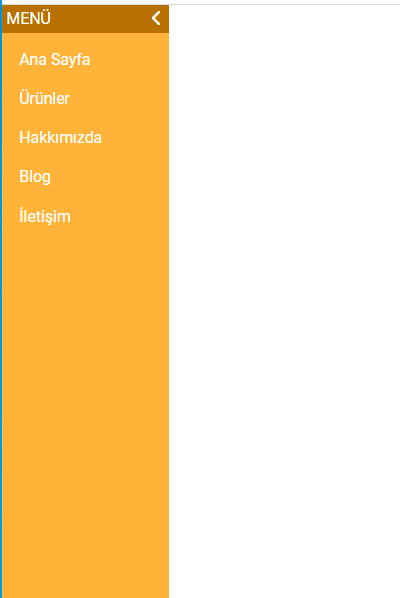 MENÜ
Ana Sayfa
Ürünler
Hakkımızda
Blog
İletişim